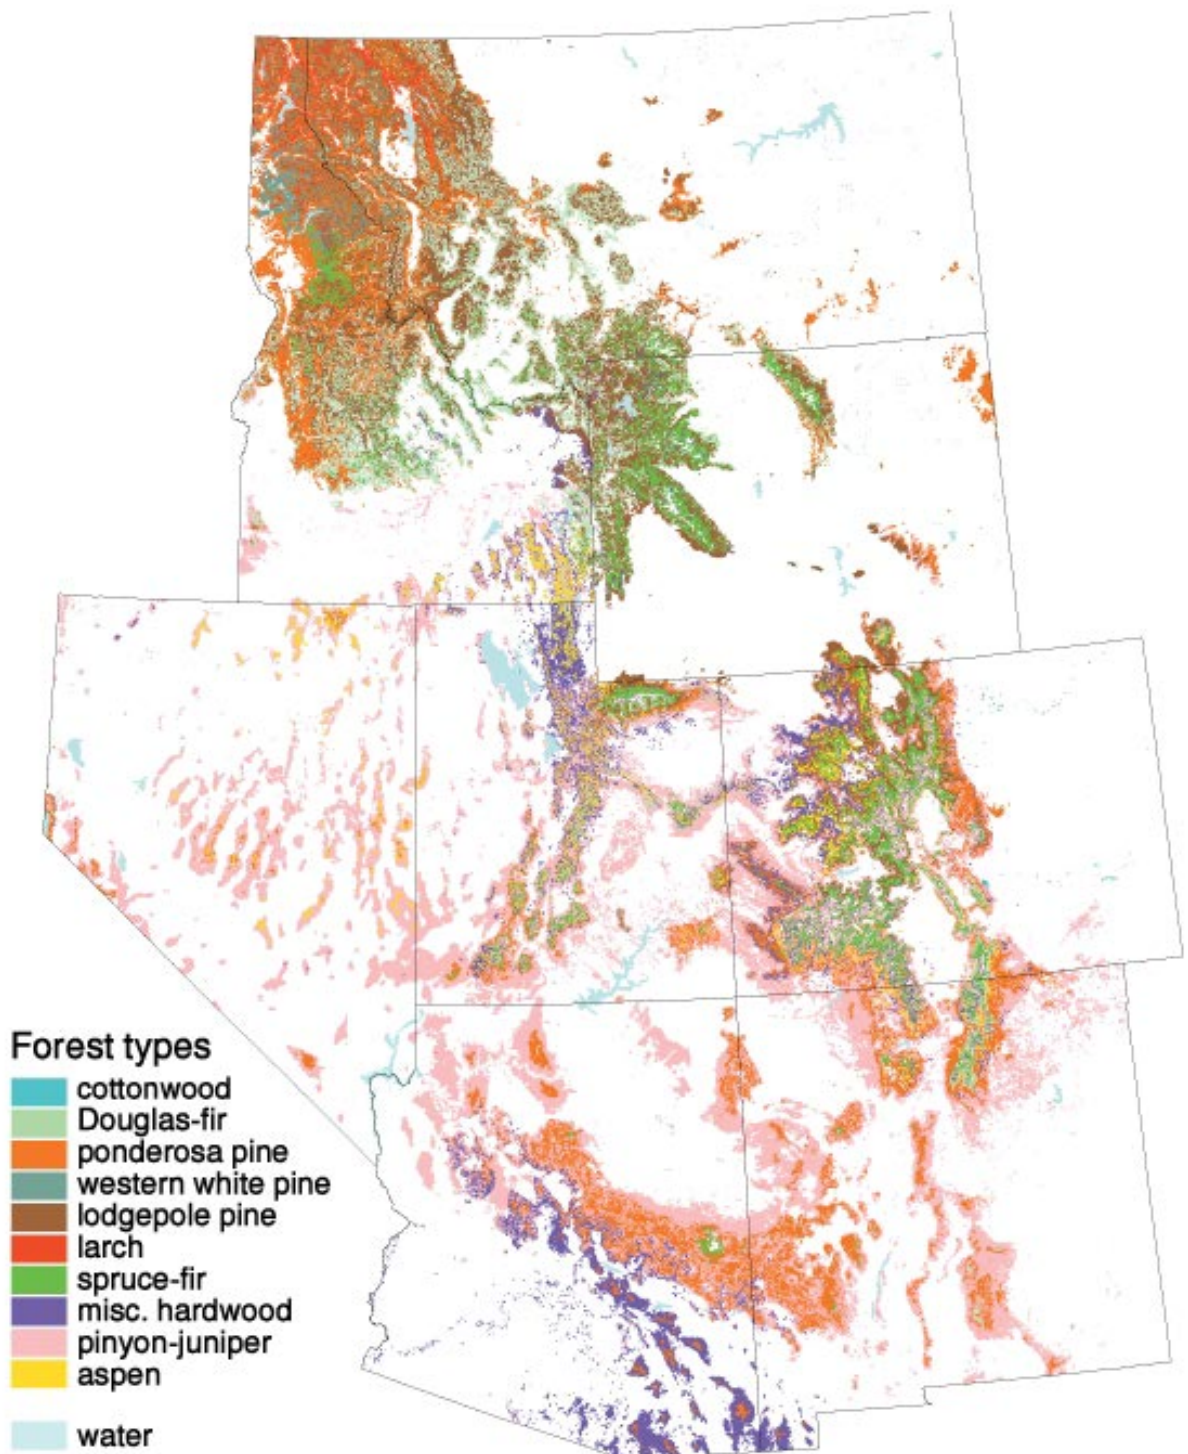 Forest types
cottonwood
Douglas-fir
ponderosa pine
western white pine
lodgepole pine
larch
spruce-fir
misc. hardwood
pinyon-juniper
aspen
water